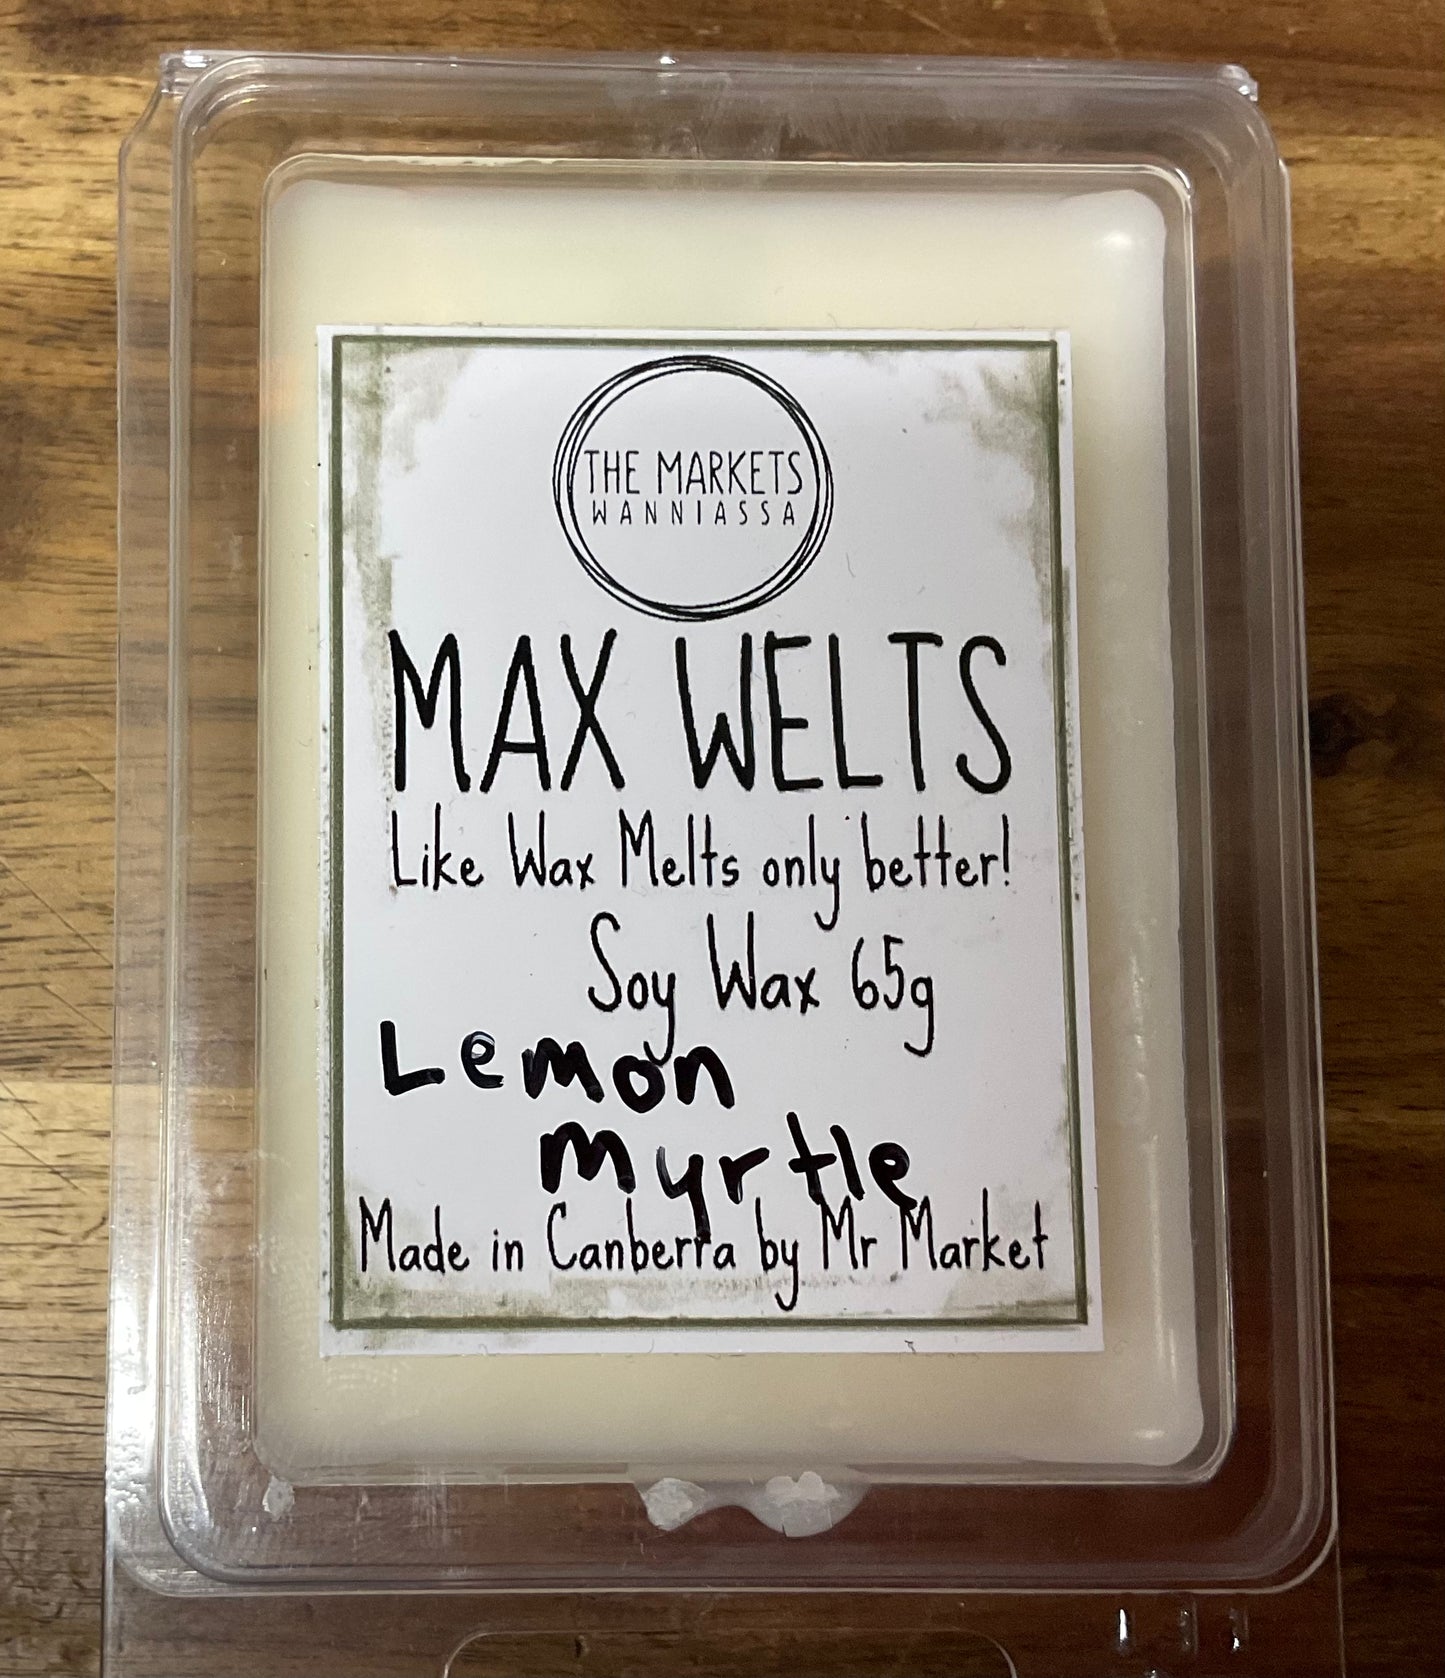 THE MARKETS
WANNIASSA
MAX WELTS
Like Wax Melts only better!
Soy Wax 65g
Lemon
Myrtle
Made in Canberra by Mr Market